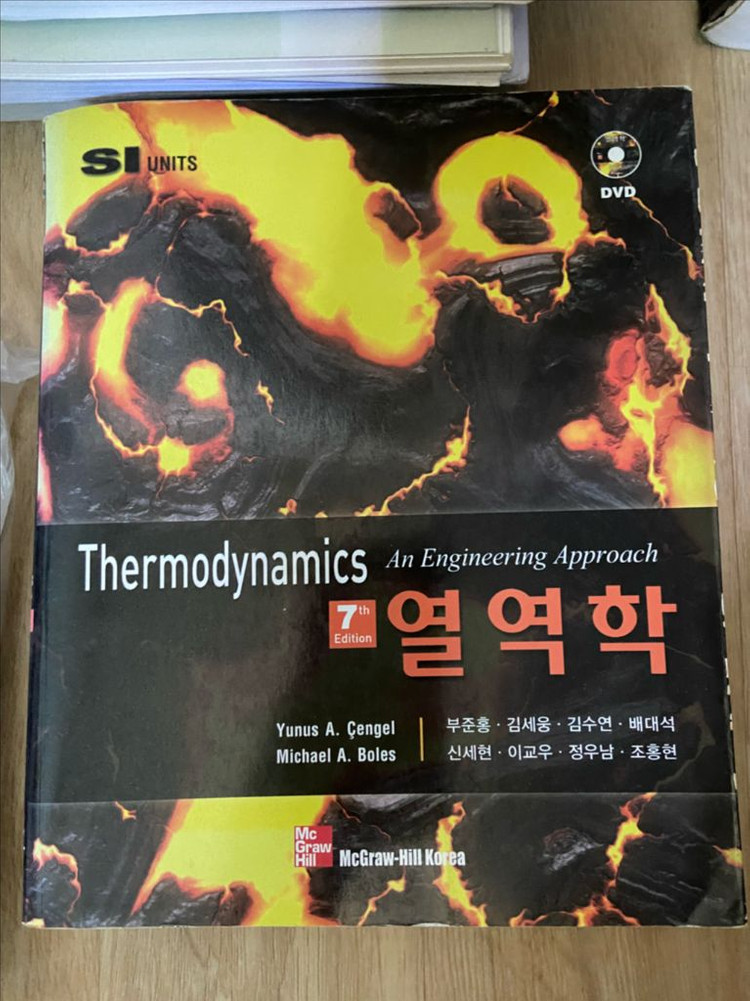 SI UNITS
DVD
Thermodynamics An Engineering Approach
7th Edition 열역학
Yunus A. Çengel
Michael A. Boles
부준홍 · 김세웅 · 김수연 · 배대석
신세현 · 이교우 · 정우남 · 조홍현
Mc Graw Hill McGraw-Hill Korea